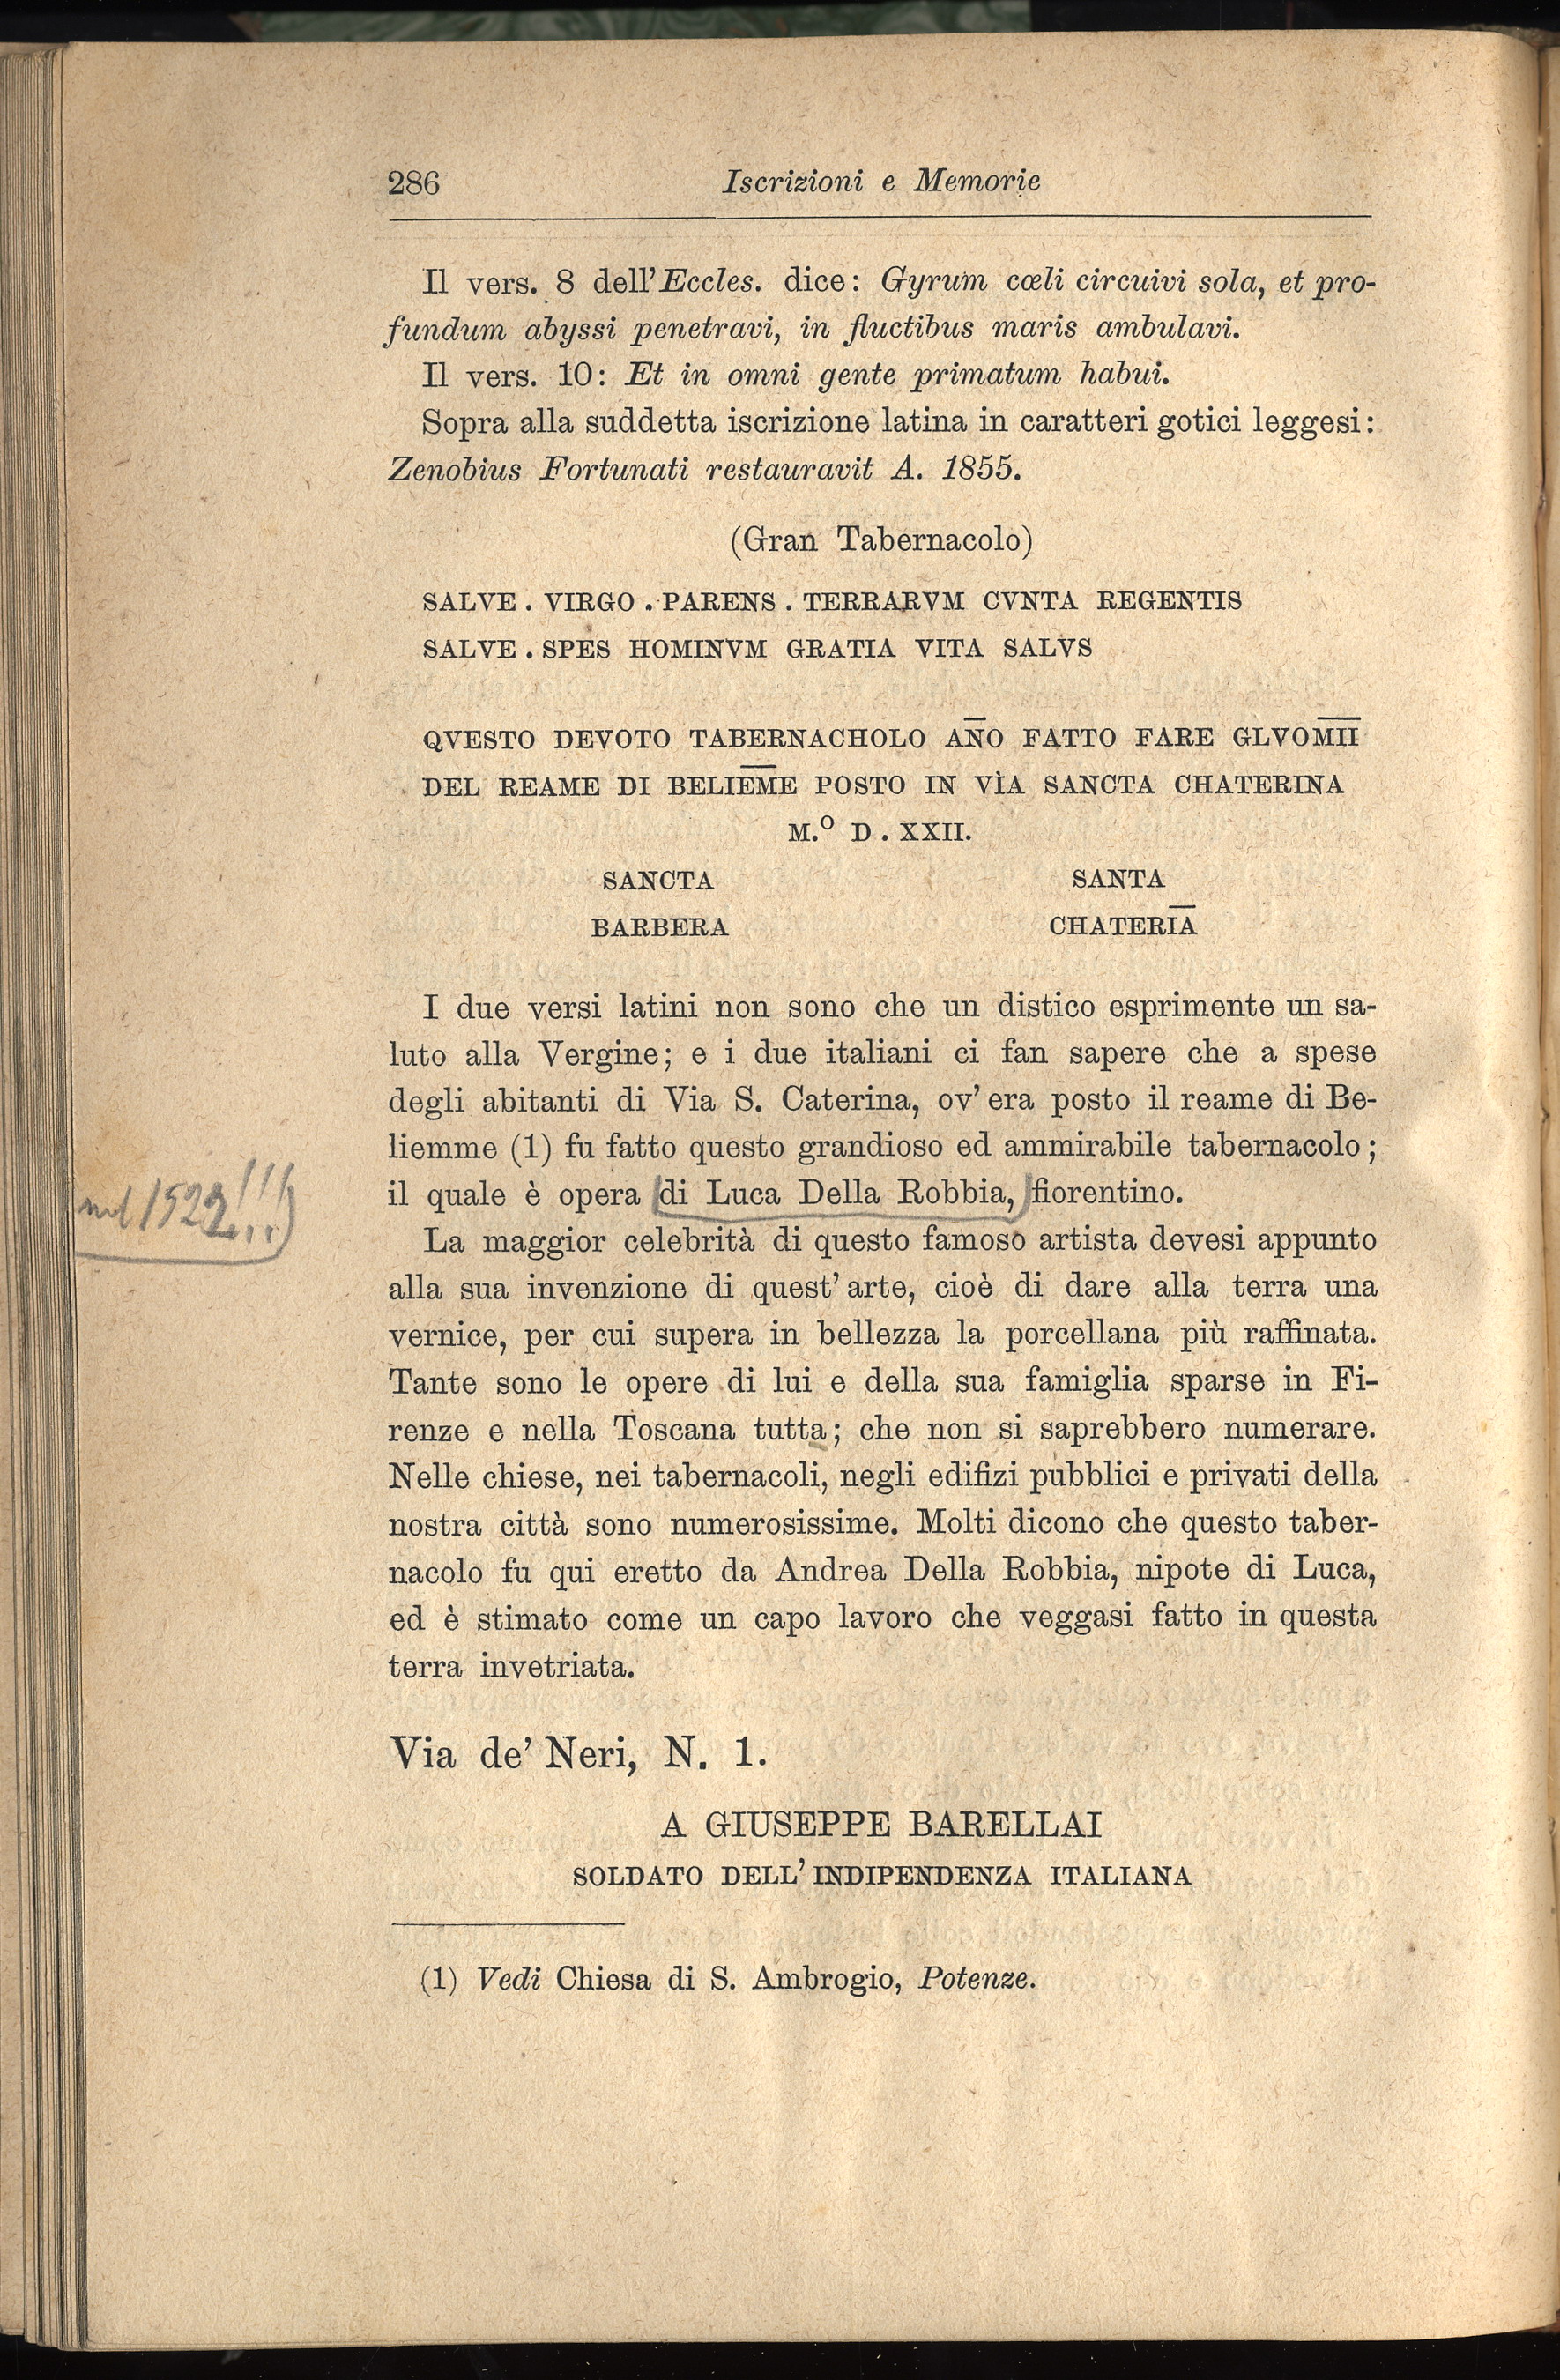 286 Iscrizioni e Memorie
Il vers. 8 dell'Eccles. dice: Gyrum cœli circuivi sola, et pro-
fundum abyssi penetravi, in fluctibus maris ambulavi.
Il vers. 10: Et in omni gente primatum habui.
Sopra alla suddetta iscrizione latina in caratteri gotici leggesi:
Zenobius Fortunati restauravit A. 1855.
(Gran Tabernacolo)
SALVE . VIRGO . PARENS . TERRARVM CVNTA REGENTIS
SALVE . SPES HOMINVM GRATIA VITA SALVS
QVESTO DEVOTO TABERNACHOLO AN̅O FATTO FARE GLVOM̅I̅I̅
DEL REAME DI BELIE̅M̅E POSTO IN VÌA SANCTA CHATERINA
M.º D . XXII.
SANCTA SANTA
BARBERA CHATERI̅A̅
I due versi latini non sono che un distico esprimente un sa-
luto alla Vergine; e i due italiani ci fan sapere che a spese
degli abitanti di Via S. Caterina, ov' era posto il reame di Be-
liemme (1) fu fatto questo grandioso ed ammirabile tabernacolo;
il quale è opera di Luca Della Robbia, fiorentino.
nel 1522!!!
La maggior celebrità di questo famoso artista devesi appunto
alla sua invenzione di quest' arte, cioè di dare alla terra una
vernice, per cui supera in bellezza la porcellana più raffinata.
Tante sono le opere di lui e della sua famiglia sparse in Fi-
renze e nella Toscana tutta; che non si saprebbero numerare.
Nelle chiese, nei tabernacoli, negli edifizi pubblici e privati della
nostra città sono numerosissime. Molti dicono che questo taber-
nacolo fu qui eretto da Andrea Della Robbia, nipote di Luca,
ed è stimato come un capo lavoro che veggasi fatto in questa
terra invetriata.
Via de' Neri, N. 1.
A GIUSEPPE BARELLAI
SOLDATO DELL' INDIPENDENZA ITALIANA
(1) Vedi Chiesa di S. Ambrogio, Potenze.